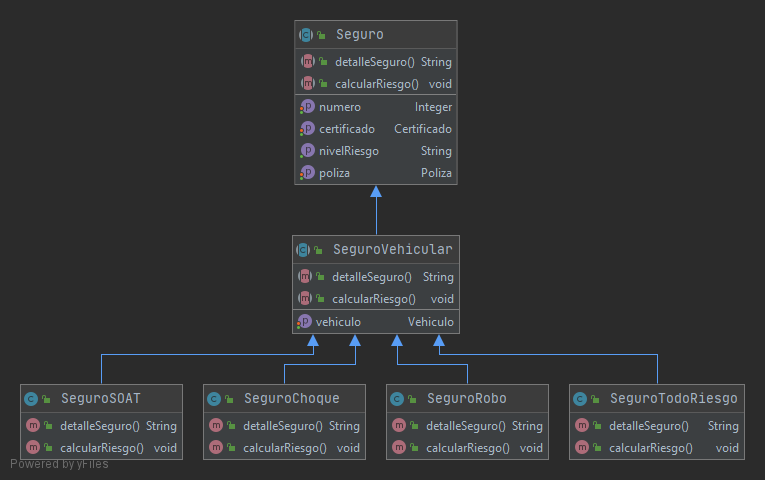 Seguro
detalleSeguro() String
calcularRiesgo() void
numero Integer
certificado Certificado
nivelRiesgo String
poliza Poliza
SeguroVehicular
detalleSeguro() String
calcularRiesgo() void
vehiculo Vehiculo
SeguroSOAT
detalleSeguro() String
calcularRiesgo() void
SeguroChoque
detalleSeguro() String
calcularRiesgo() void
SeguroRobo
detalleSeguro() String
calcularRiesgo() void
SeguroTodoRiesgo
detalleSeguro() String
calcularRiesgo() void
Powered by yFiles